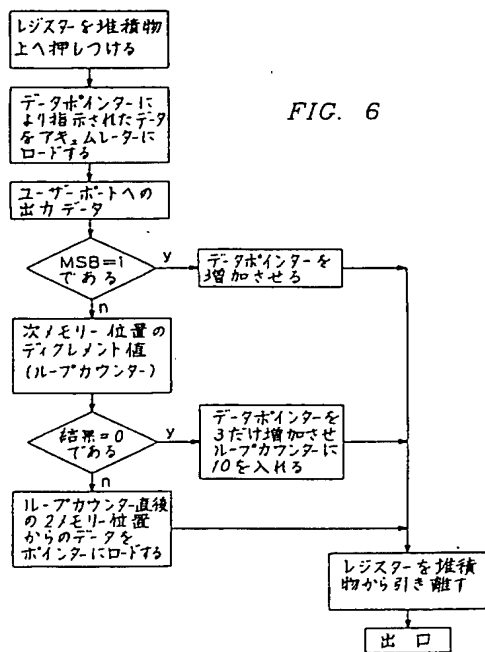 レジスターを堆積物
上へ押しつける
FIG. 6
データポインターに
より指示されたデータ
をアキュムレーターに
ロードする
ユーザーポートへの
出力データ
MSB=1
である
y
データポインターを
増加させる
n
次メモリー位置の
ディクレメント値
(ループカウンター)
結果=0
である
y
データポインターを
3だけ増加させ
ループカウンターに
10を入れる
n
ループカウンター直後
の2メモリー位置
からのデータを
ポインターにロードする
レジスターを堆積
物から引き離す
出口